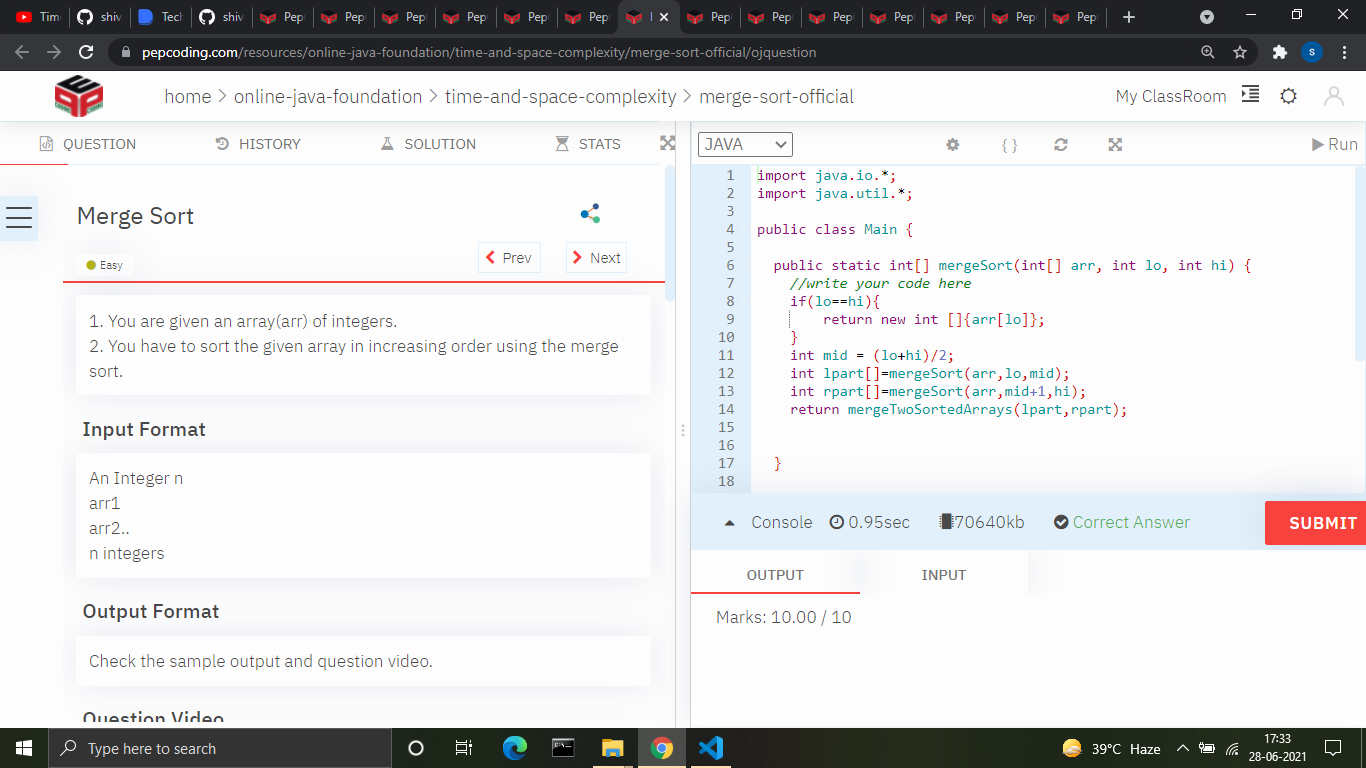 Tim
shiv
Tech
shiv
Pep
Pep
Pep
Pep
Pep
Pep
Pep
Pep
Pep
Pep
Pep
Pep
Pep
pepcoding.com/resources/online-java-foundation/time-and-space-complexity/merge-sort-official/ojquestion
S
home > online-java-foundation > time-and-space-complexity > merge-sort-official
My ClassRoom
QUESTION HISTORY SOLUTION STATS
Merge Sort
Easy
Prev Next
1. You are given an array(arr) of integers.
2. You have to sort the given array in increasing order using the merge
sort.
Input Format
An Integer n
arr1
arr2..
n integers
Output Format
Check the sample output and question video.
Question Video
JAVA { } Run
1 import java.io.*;
2 import java.util.*;
3
4 public class Main {
5
6 public static int[] mergeSort(int[] arr, int lo, int hi) {
7 //write your code here
8 if(lo==hi){
9 return new int []{arr[lo]};
10 }
11 int mid = (lo+hi)/2;
12 int lpart[]=mergeSort(arr,lo,mid);
13 int rpart[]=mergeSort(arr,mid+1,hi);
14 return mergeTwoSortedArrays(lpart,rpart);
15
16
17 }
18
Console 0.95sec 70640kb Correct Answer SUBMIT
OUTPUT INPUT
Marks: 10.00 / 10
Type here to search
39°C Haze
17:33
28-06-2021